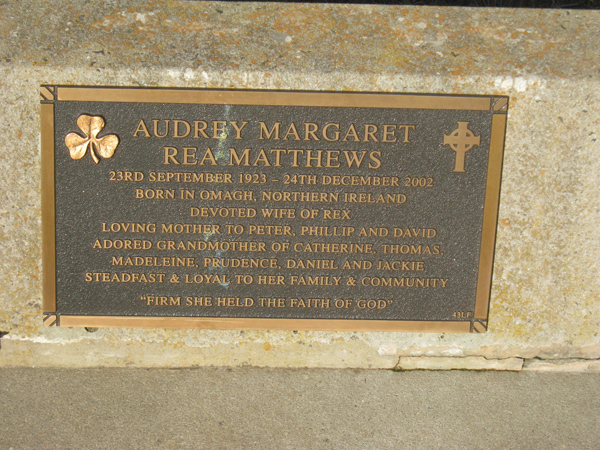 AUDREY MARGARET
REA MATTHEWS
23RD SEPTEMBER 1923 – 24TH DECEMBER 2002
BORN IN OMAGH, NORTHERN IRELAND
DEVOTED WIFE OF REX
LOVING MOTHER TO PETER, PHILLIP AND DAVID
ADORED GRANDMOTHER OF CATHERINE, THOMAS,
MADELEINE, PRUDENCE, DANIEL AND JACKIE
STEADFAST & LOYAL TO HER FAMILY & COMMUNITY
"FIRM SHE HELD THE FAITH OF GOD"